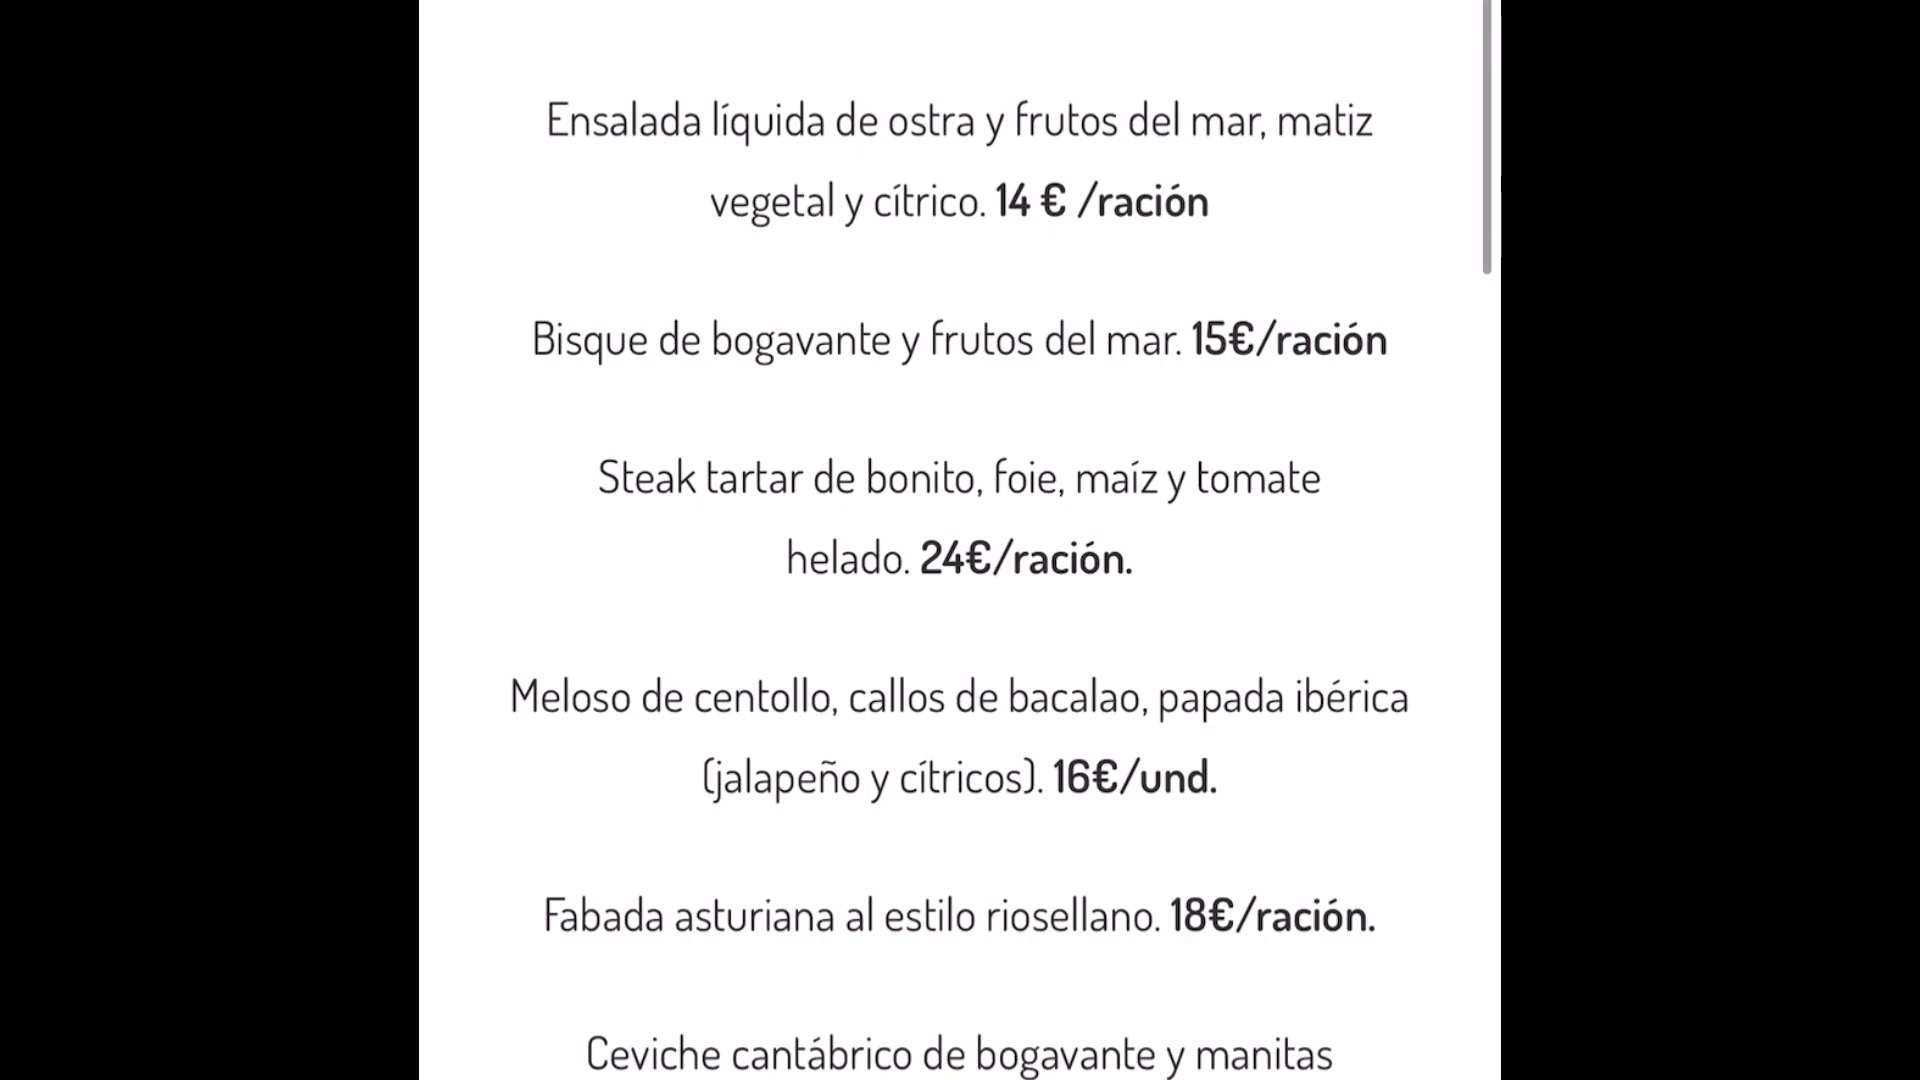 Ensalada líquida de ostra y frutos del mar, matiz
vegetal y cítrico. 14 € /ración
Bisque de bogavante y frutos del mar. 15€/ración
Steak tartar de bonito, foie, maíz y tomate
helado. 24€/ración.
Meloso de centollo, callos de bacalao, papada ibérica
(jalapeño y cítricos). 16€/und.
Fabada asturiana al estilo riosellano. 18€/ración.
Ceviche cantábrico de bogavante y manitas